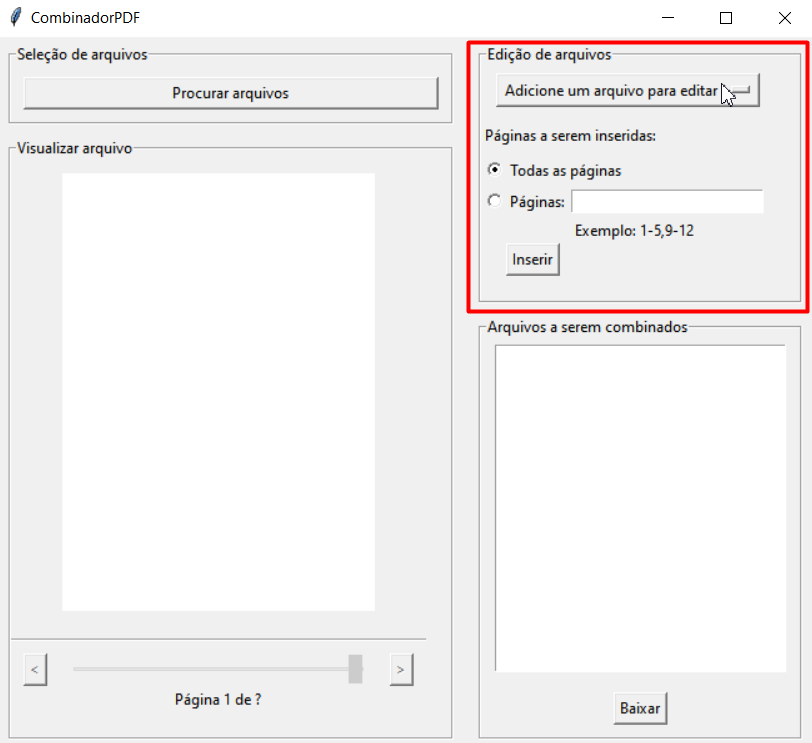 CombinadorPDF
Seleção de arquivos
Procurar arquivos
Visualizar arquivo
<
>
Página 1 de ?
Edição de arquivos
Adicione um arquivo para editar
Páginas a serem inseridas:
Todas as páginas
Páginas:
Exemplo: 1-5,9-12
Inserir
Arquivos a serem combinados
Baixar